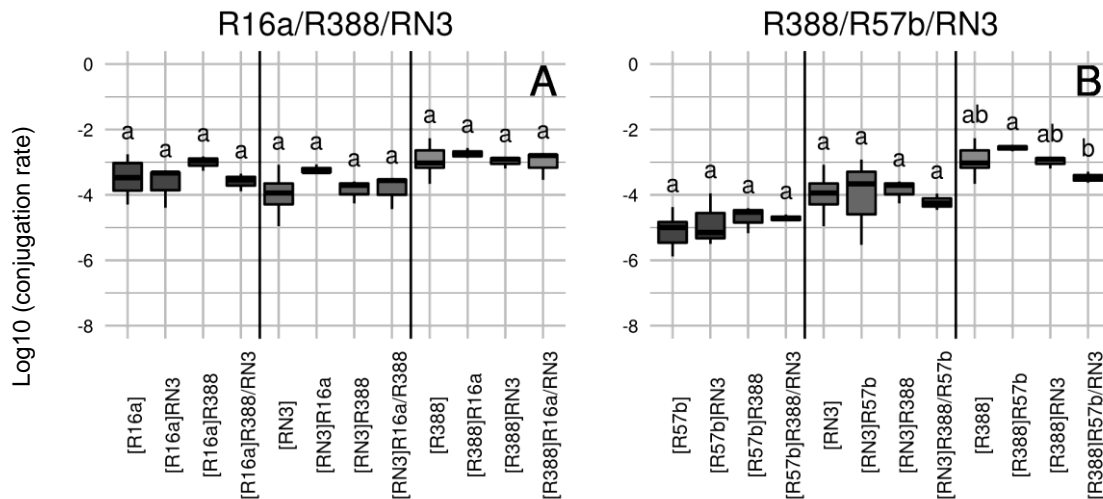 R16a/R388/RN3
R388/R57b/RN3
Log10 (conjugation rate)
0
-2
-4
-6
-8
A
a
a
a
a
a
a
a
a
a
a
a
a
[R16a]
[R16a]RN3
[R16a]R388
[R16a]R388/RN3
[RN3]
[RN3]R16a
[RN3]R388
[RN3]R16a/R388
[R388]
[R388]R16a
[R388]RN3
[R388]R16a/RN3
0
-2
-4
-6
-8
B
a
a
a
a
a
a
a
a
ab
a
ab
b
[R57b]
[R57b]RN3
[R57b]R388
[R57b]R388/RN3
[RN3]
[RN3]R57b
[RN3]R388
[RN3]R388/R57b
[R388]
[R388]R57b
[R388]RN3
[R388]R57b/RN3